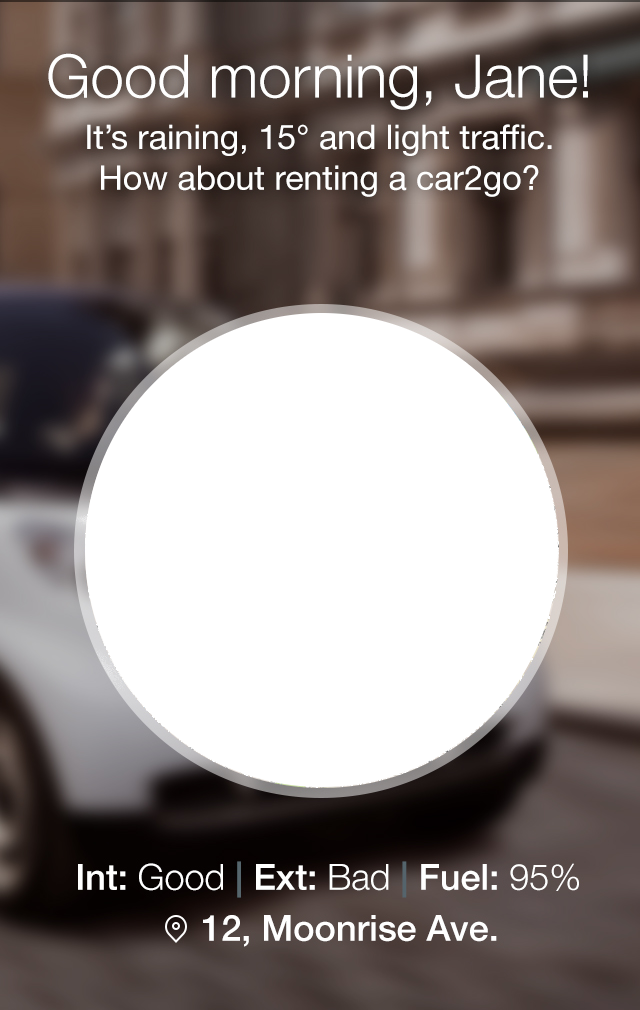 Good morning, Jane!
It’s raining, 15° and light traffic.
How about renting a car2go?
Int: Good | Ext: Bad | Fuel: 95%
12, Moonrise Ave.